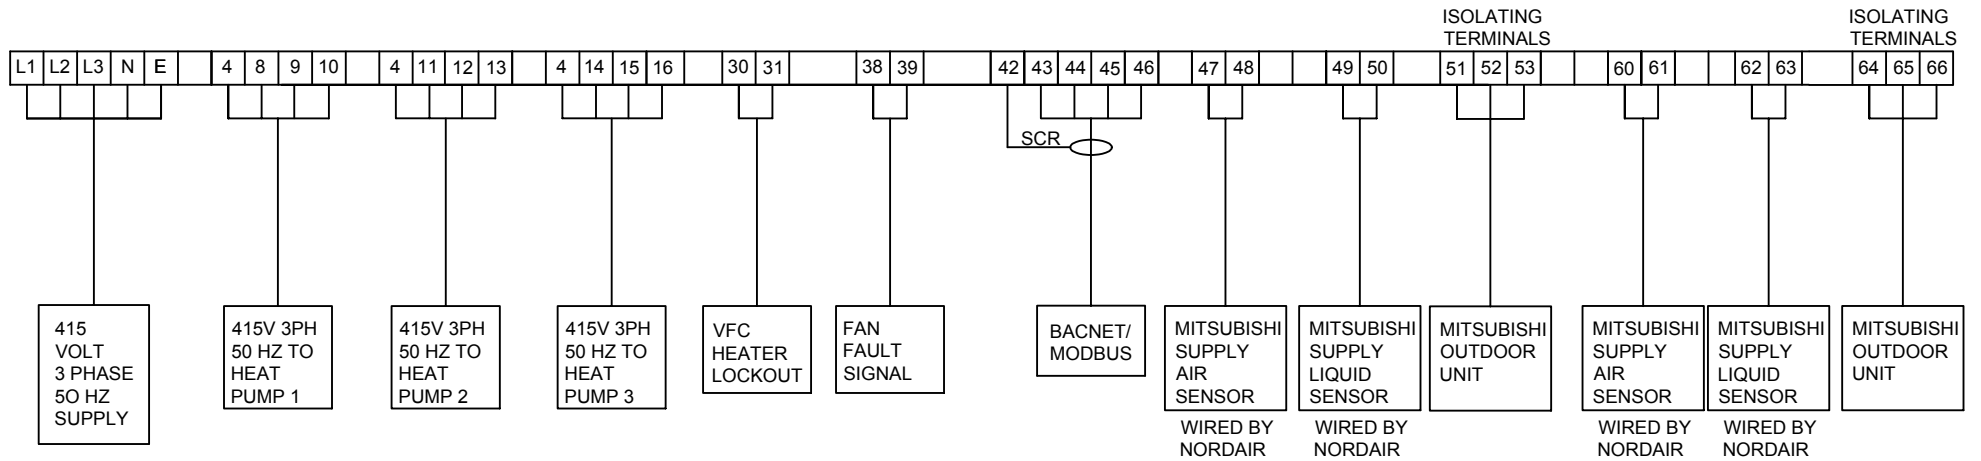 ISOLATING
TERMINALS
ISOLATING
TERMINALS
L1 L2 L3 N E 4 8 9 10 4 11 12 13 4 14 15 16 30 31 38 39 42 43 44 45 46 47 48 49 50 51 52 53 60 61 62 63 64 65 66
SCR
415
VOLT
3 PHASE
5O HZ
SUPPLY
415V 3PH
50 HZ TO
HEAT
PUMP 1
415V 3PH
50 HZ TO
HEAT
PUMP 2
415V 3PH
50 HZ TO
HEAT
PUMP 3
VFC
HEATER
LOCKOUT
FAN
FAULT
SIGNAL
BACNET/
MODBUS
MITSUBISHI
SUPPLY
AIR
SENSOR
WIRED BY
NORDAIR
MITSUBISHI
SUPPLY
LIQUID
SENSOR
WIRED BY
NORDAIR
MITSUBISHI
OUTDOOR
UNIT
MITSUBISHI
SUPPLY
AIR
SENSOR
WIRED BY
NORDAIR
MITSUBISHI
SUPPLY
LIQUID
SENSOR
WIRED BY
NORDAIR
MITSUBISHI
OUTDOOR
UNIT